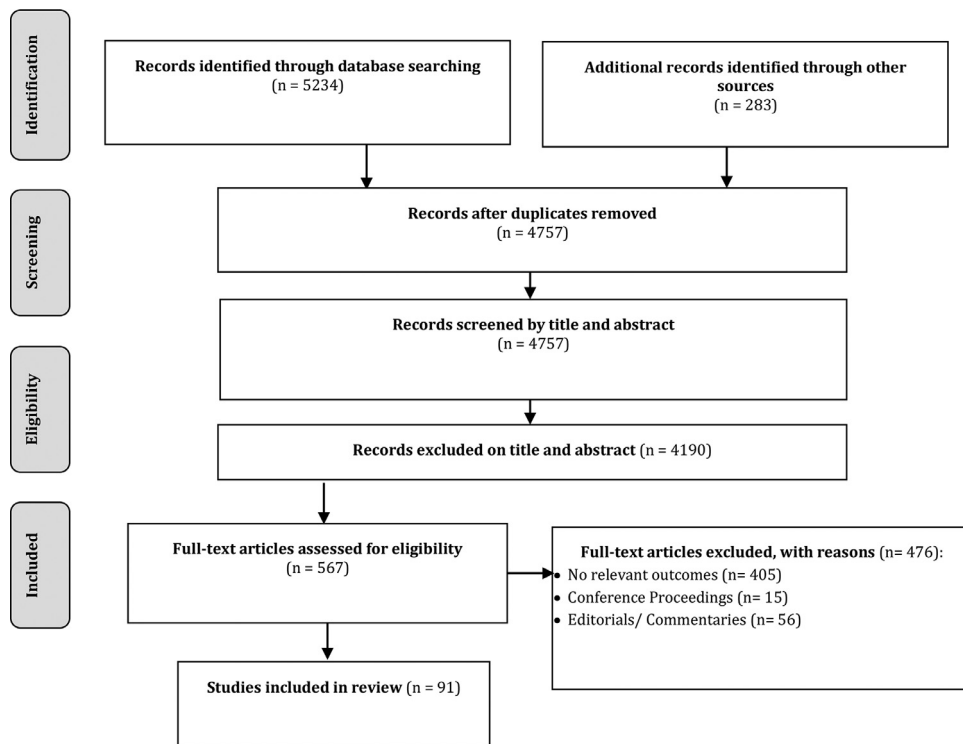 Identification
Records identified through database searching
(n = 5234)
Additional records identified through other
sources
(n = 283)
Screening
Records after duplicates removed
(n = 4757)
Records screened by title and abstract
(n = 4757)
Eligibility
Records excluded on title and abstract (n = 4190)
Included
Full-text articles assessed for eligibility
(n = 567)
Full-text articles excluded, with reasons (n= 476):
• No relevant outcomes (n= 405)
• Conference Proceedings (n= 15)
• Editorials/ Commentaries (n= 56)
Studies included in review (n = 91)